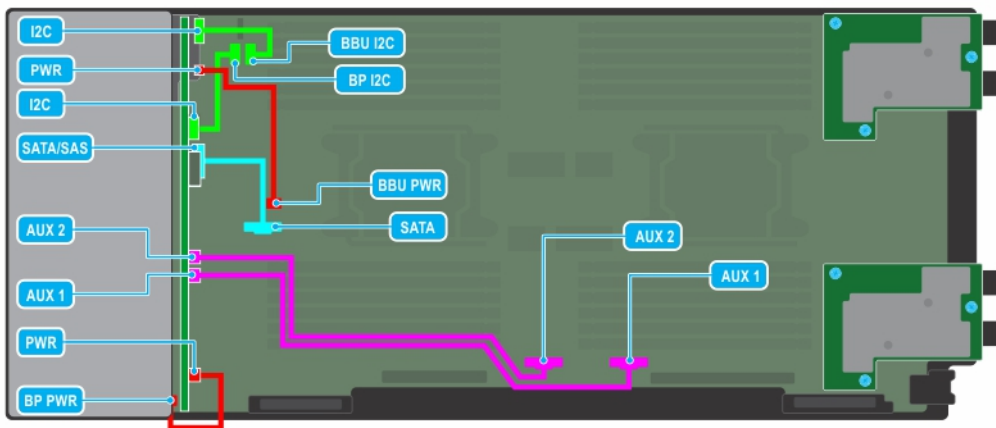 I2C
BBU I2C
PWR
BP I2C
I2C
SATA/SAS
BBU PWR
SATA
AUX 2
AUX 2
AUX 1
AUX 1
PWR
BP PWR